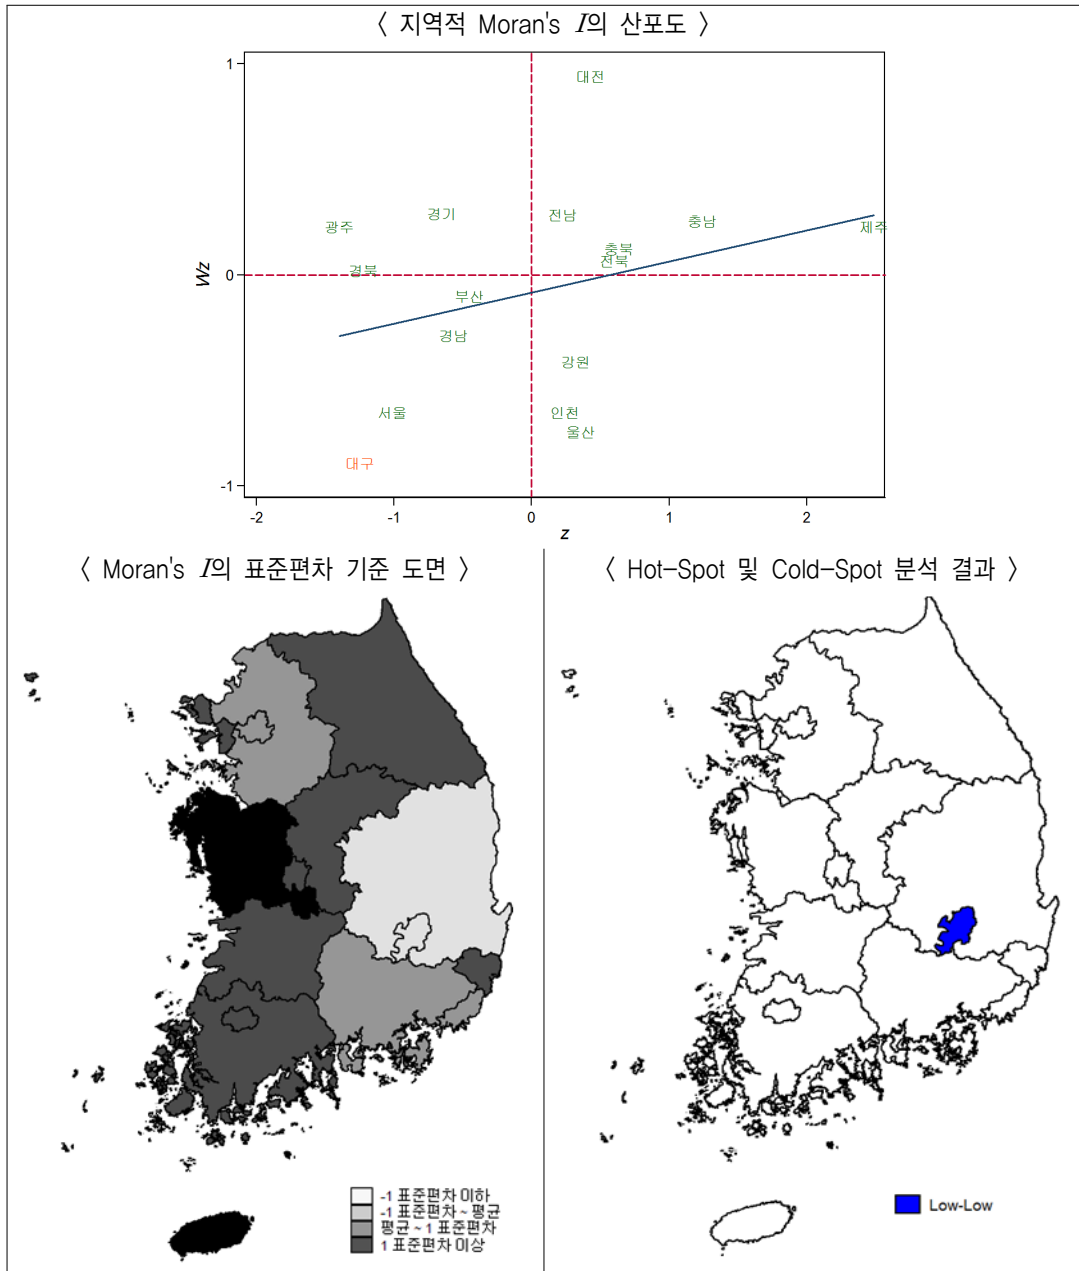 〈 지역적 Moran's I의 산포도 〉
1
0
-1
Wz
대전
광주
경기
전남
충남
제주
충북
전북
경북
부산
경남
강원
서울
인천
울산
대구
-2
-1
0
1
2
z
〈 Moran's I의 표준편차 기준 도면 〉
-1 표준편차 이하
-1 표준편차 ~ 평균
평균 ~ 1 표준편차
1 표준편차 이상
〈 Hot-Spot 및 Cold-Spot 분석 결과 〉
Low-Low